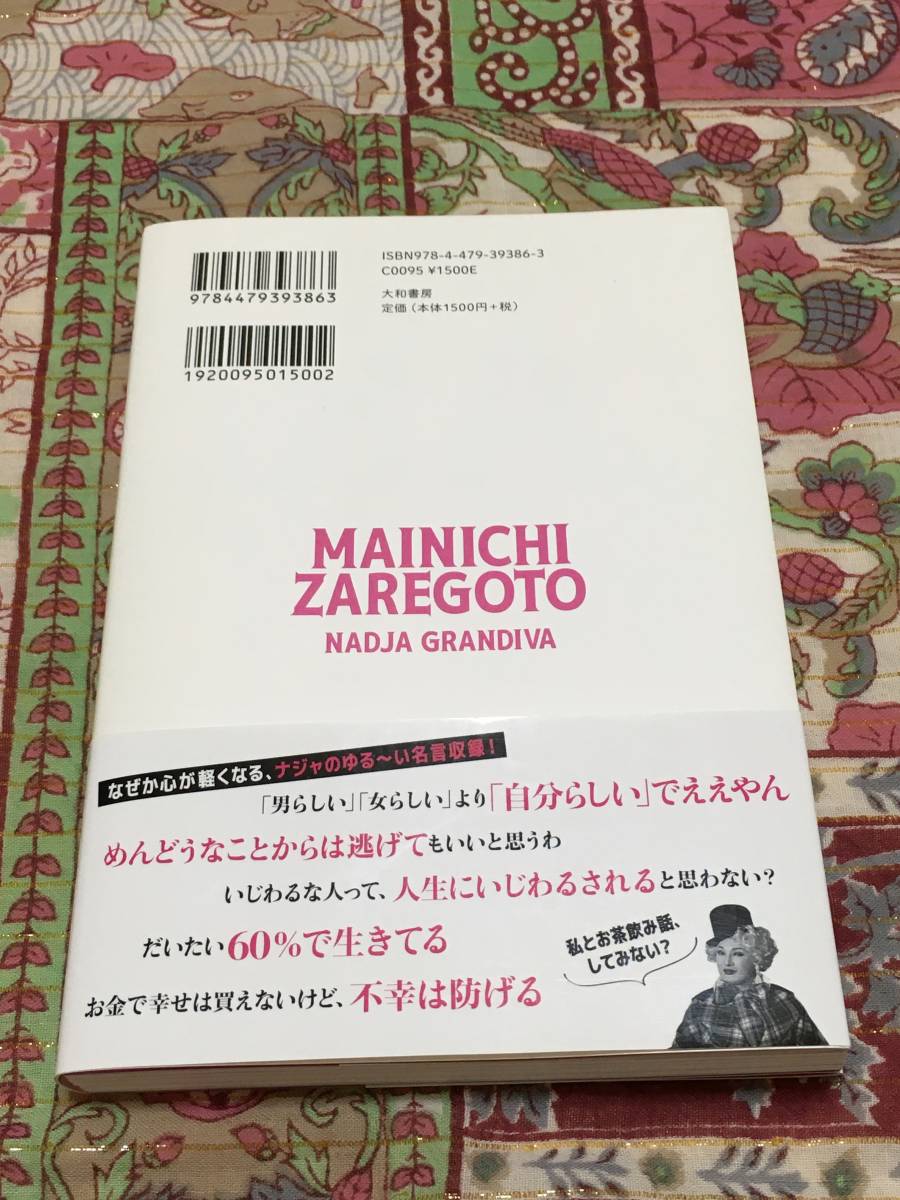 ISBN978-4-479-39386-3
C0095 ¥1500E
9784479393863
大和書房
定価（本体1500円+税）
1920095015002
MAINICHI
ZAREGOTO
NADJA GRANDIVA
なぜか心が軽くなる、ナジャのゆる〜い名言収録！
「男らしい」「女らしい」より「自分らしい」でええやん
めんどうなことからは逃げてもいいと思うわ
いじわるな人って、人生にいじわるされると思わない？
だいたい60%で生きてる
私とお茶飲み話、
してみない？
お金で幸せは買えないけど、不幸は防げる